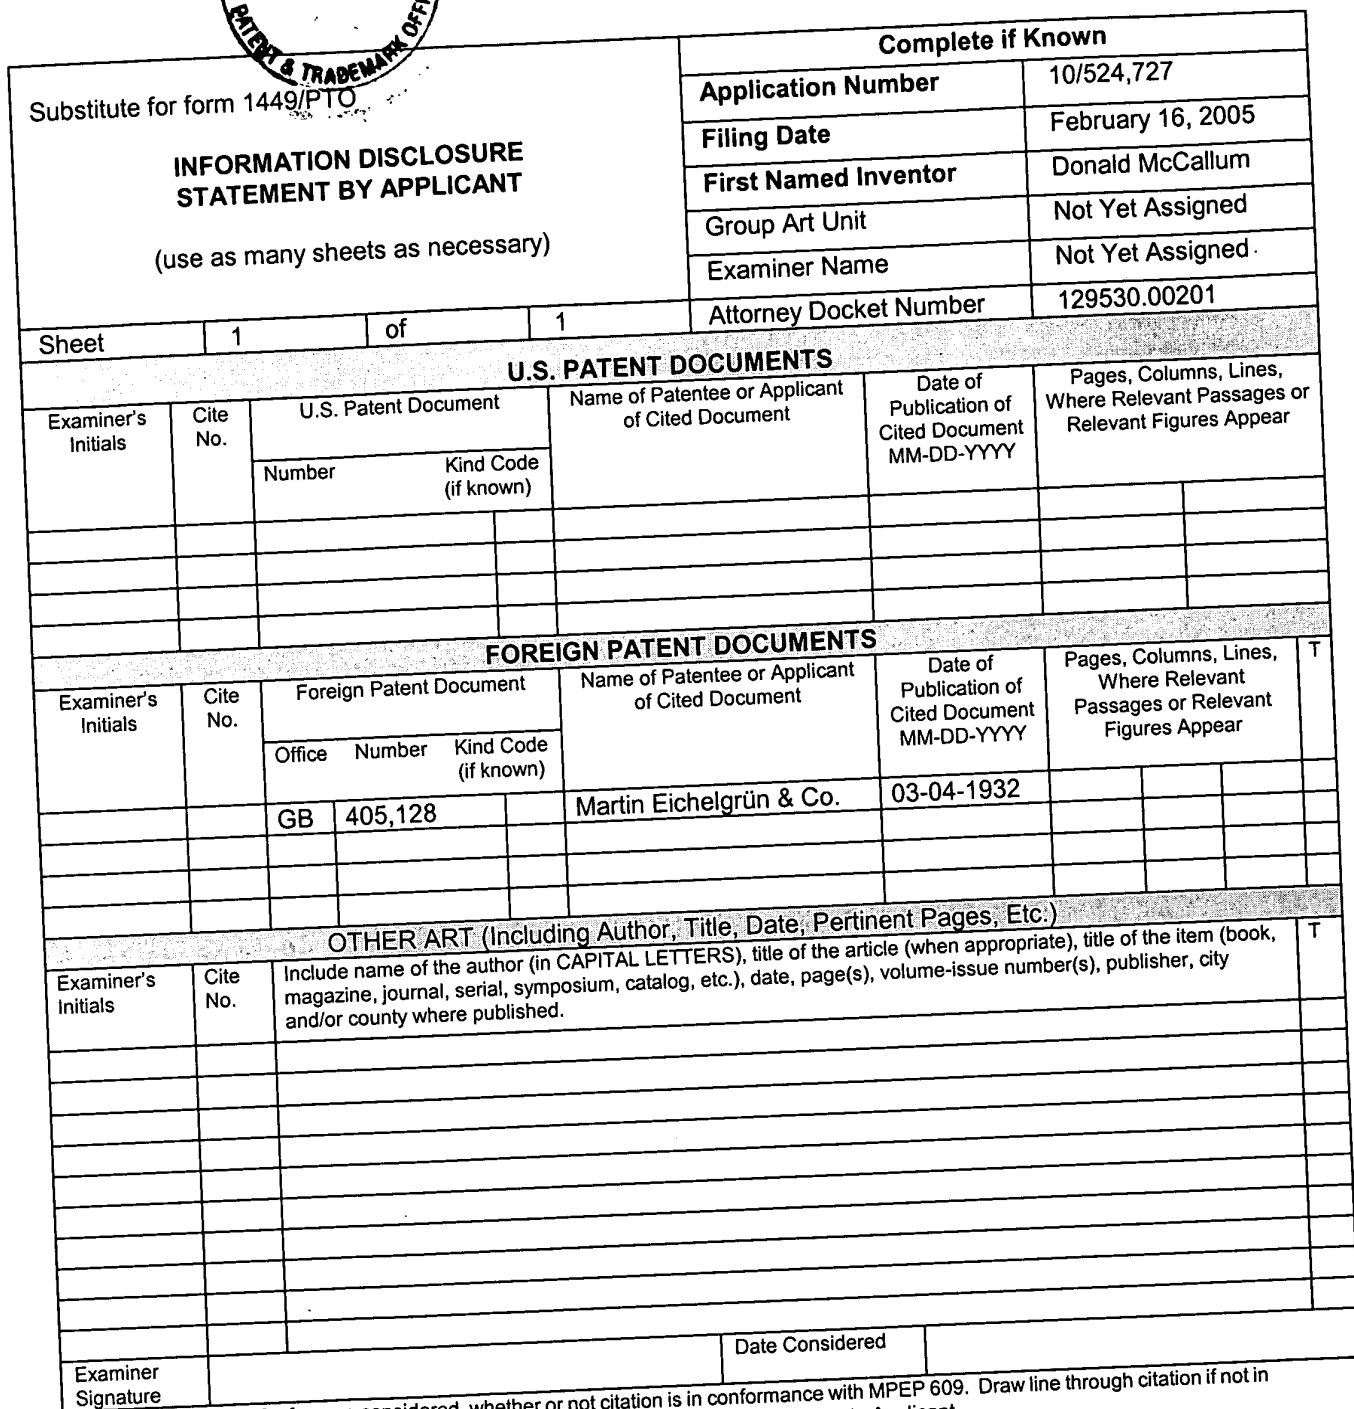 PATENT & TRADEMARK
Substitute for form 1449/PTO
INFORMATION DISCLOSURE
STATEMENT BY APPLICANT
(use as many sheets as necessary)
Complete if Known
Application Number 10/524,727
Filing Date February 16, 2005
First Named Inventor Donald McCallum
Group Art Unit Not Yet Assigned
Examiner Name Not Yet Assigned
Attorney Docket Number 129530.00201
Sheet 1 of 1
U.S. PATENT DOCUMENTS
Examiner's
Initials
Cite
No.
U.S. Patent Document
Number
Kind Code
(if known)
Name of Patentee or Applicant
of Cited Document
Date of
Publication of
Cited Document
MM-DD-YYYY
Pages, Columns, Lines,
Where Relevant Passages or
Relevant Figures Appear
FOREIGN PATENT DOCUMENTS
Examiner's
Initials
Cite
No.
Foreign Patent Document
Office Number
Kind Code
(if known)
Name of Patentee or Applicant
of Cited Document
Date of
Publication of
Cited Document
MM-DD-YYYY
Pages, Columns, Lines,
Where Relevant
Passages or Relevant
Figures Appear
T
GB 405,128 Martin Eichelgrün & Co. 03-04-1932
OTHER ART (Including Author, Title, Date, Pertinent Pages, Etc.)
Examiner's
Initials
Cite
No.
Include name of the author (in CAPITAL LETTERS), title of the article (when appropriate), title of the item (book,
magazine, journal, serial, symposium, catalog, etc.), date, page(s), volume-issue number(s), publisher, city
and/or county where published.
T
Examiner
Signature
Date Considered
considered, whether or not citation is in conformance with MPEP 609. Draw line through citation if not in